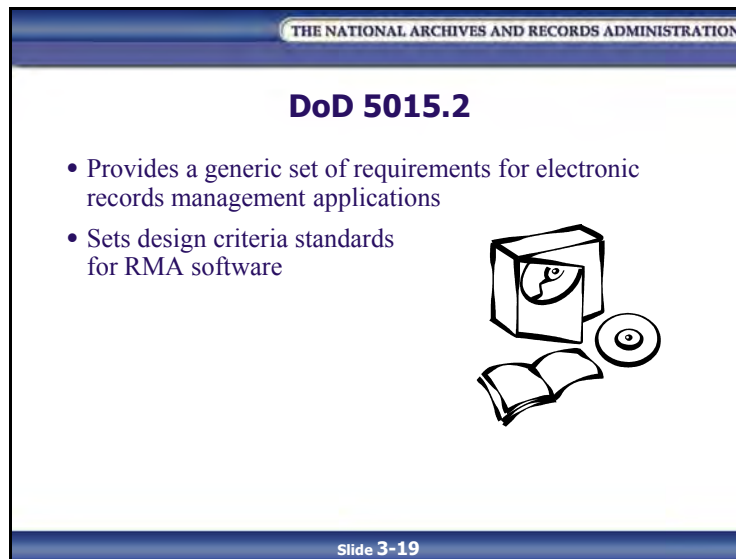 THE NATIONAL ARCHIVES AND RECORDS ADMINISTRATION
DoD 5015.2
• Provides a generic set of requirements for electronic
records management applications
• Sets design criteria standards
for RMA software
Slide 3-19